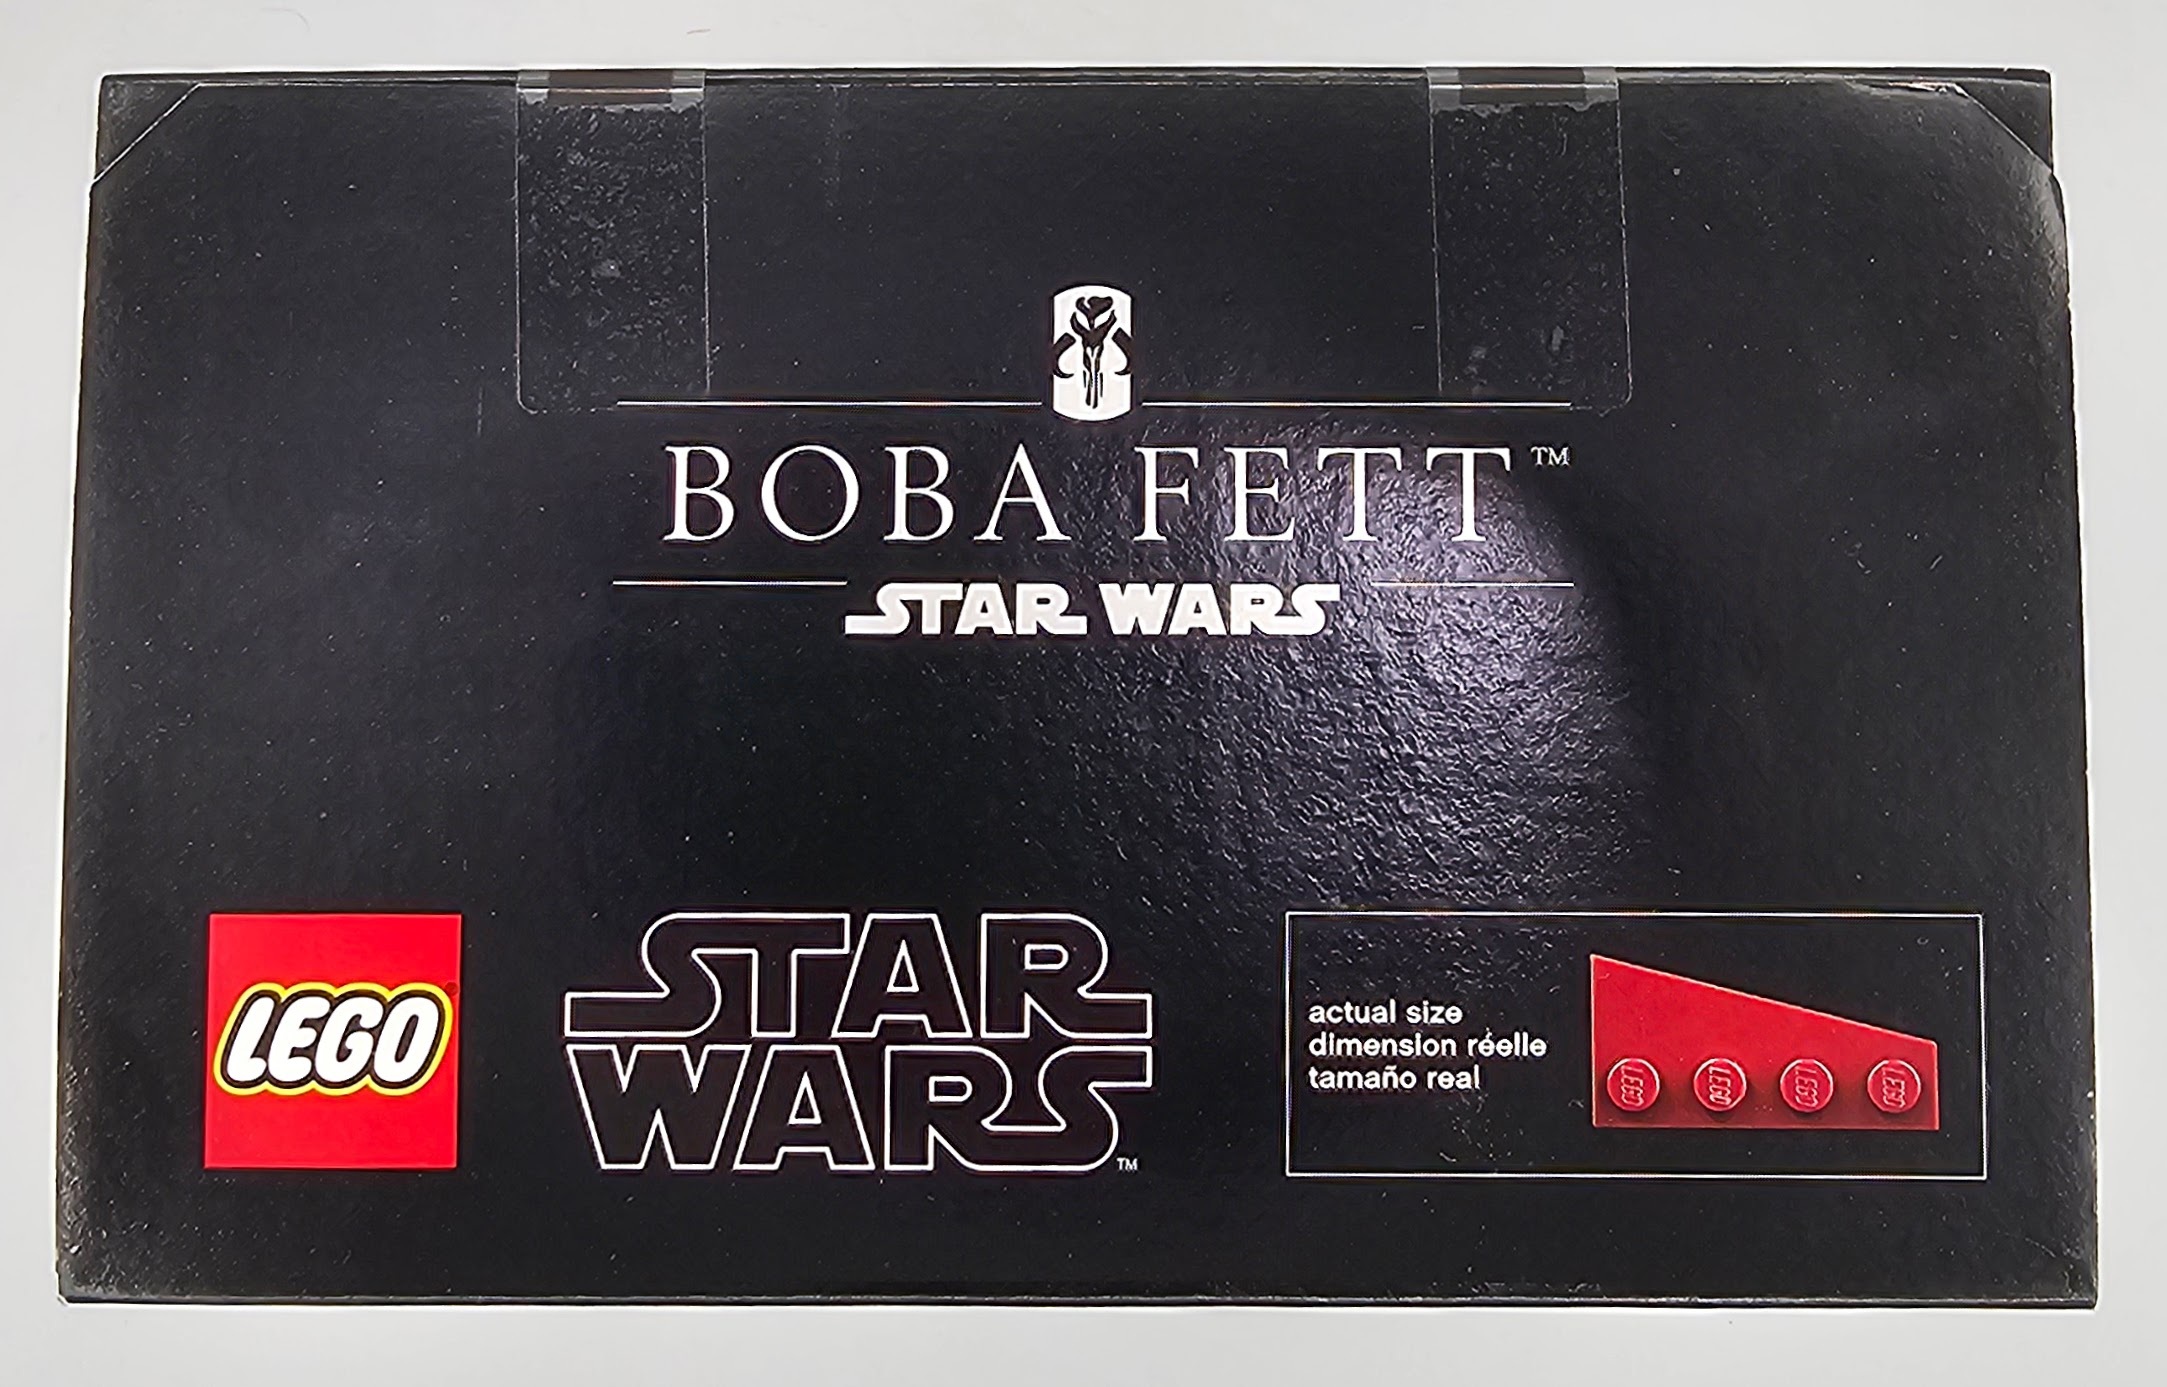 BOBA FETT™
STAR WARS
LEGO®
STAR
WARS™
actual size
dimension réelle
tamaño real
LEGO LEGO LEGO LEGO